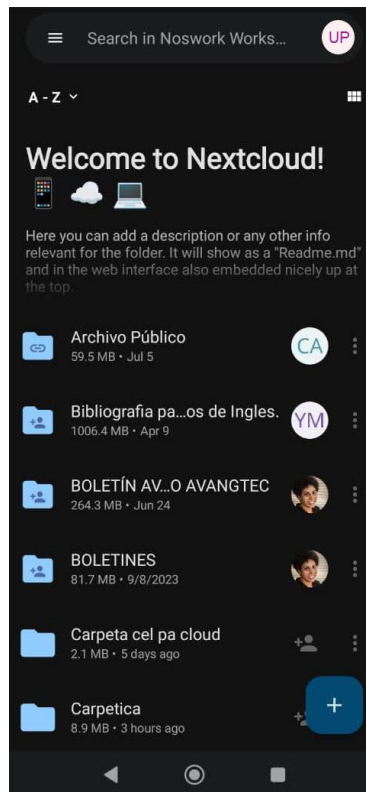 Search in Noswork Works...
UP
A - Z
Welcome to Nextcloud!
Here you can add a description or any other info
relevant for the folder. It will show as a "Readme.md"
and in the web interface also embedded nicely up at
the top.
Archivo Público
59.5 MB • Jul 5
CA
Bibliografia pa...os de Ingles.
1006.4 MB • Apr 9
YM
BOLETÍN AV...O AVANGTEC
264.3 MB • Jun 24
BOLETINES
81.7 MB • 9/8/2023
Carpeta cel pa cloud
2.1 MB • 5 days ago
Carpetica
8.9 MB • 3 hours ago